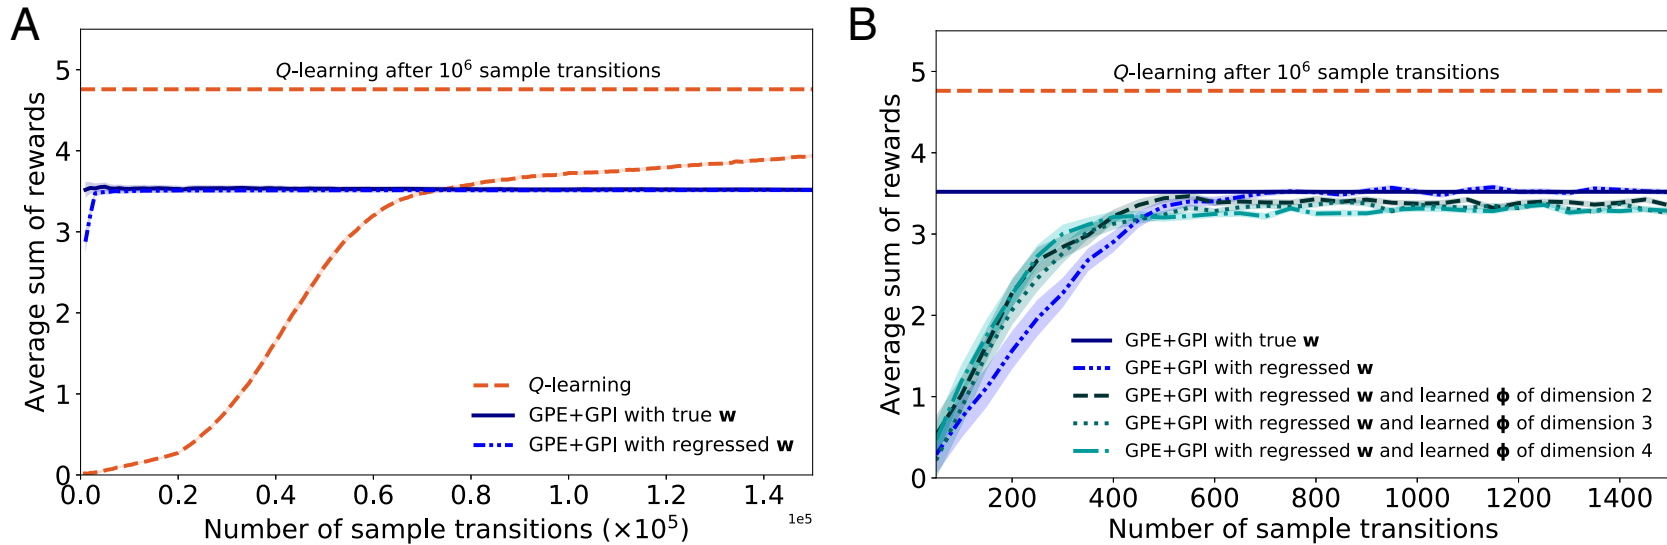 A
Average sum of rewards
5
4
3
2
1
0
Q-learning after 10⁶ sample transitions
Q-learning
GPE+GPI with true w
GPE+GPI with regressed w
0.0 0.2 0.4 0.6 0.8 1.0 1.2 1.4
1e5
Number of sample transitions (×10⁵)
B
Average sum of rewards
5
4
3
2
1
0
Q-learning after 10⁶ sample transitions
GPE+GPI with true w
GPE+GPI with regressed w
GPE+GPI with regressed w and learned ϕ of dimension 2
GPE+GPI with regressed w and learned ϕ of dimension 3
GPE+GPI with regressed w and learned ϕ of dimension 4
200 400 600 800 1000 1200 1400
Number of sample transitions